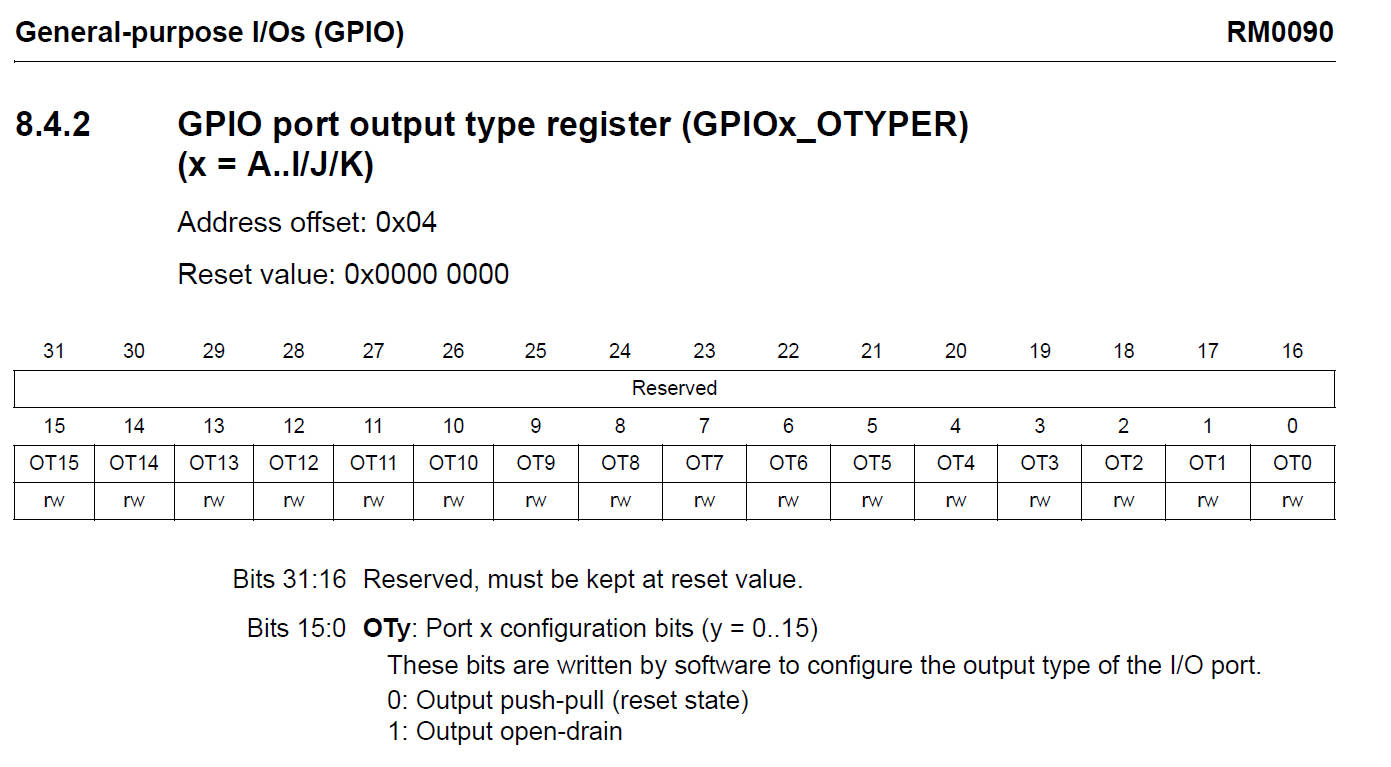 General-purpose I/Os (GPIO) RM0090
8.4.2 GPIO port output type register (GPIOx_OTYPER)
(x = A..I/J/K)
Address offset: 0x04
Reset value: 0x0000 0000
31 30 29 28 27 26 25 24 23 22 21 20 19 18 17 16
Reserved
15 14 13 12 11 10 9 8 7 6 5 4 3 2 1 0
OT15 OT14 OT13 OT12 OT11 OT10 OT9 OT8 OT7 OT6 OT5 OT4 OT3 OT2 OT1 OT0
rw rw rw rw rw rw rw rw rw rw rw rw rw rw rw rw
Bits 31:16 Reserved, must be kept at reset value.
Bits 15:0 OTy: Port x configuration bits (y = 0..15)
These bits are written by software to configure the output type of the I/O port.
0: Output push-pull (reset state)
1: Output open-drain